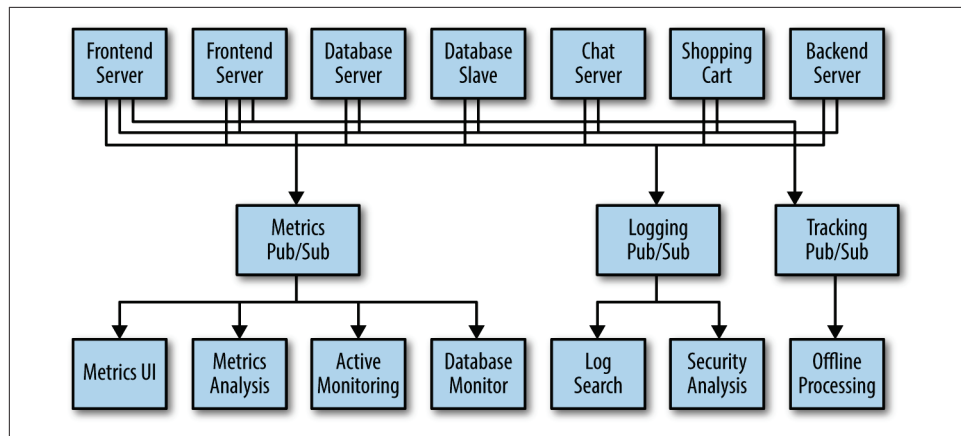 Frontend
Server
Frontend
Server
Database
Server
Database
Slave
Chat
Server
Shopping
Cart
Backend
Server
Metrics
Pub/Sub
Logging
Pub/Sub
Tracking
Pub/Sub
Metrics UI
Metrics
Analysis
Active
Monitoring
Database
Monitor
Log
Search
Security
Analysis
Offline
Processing